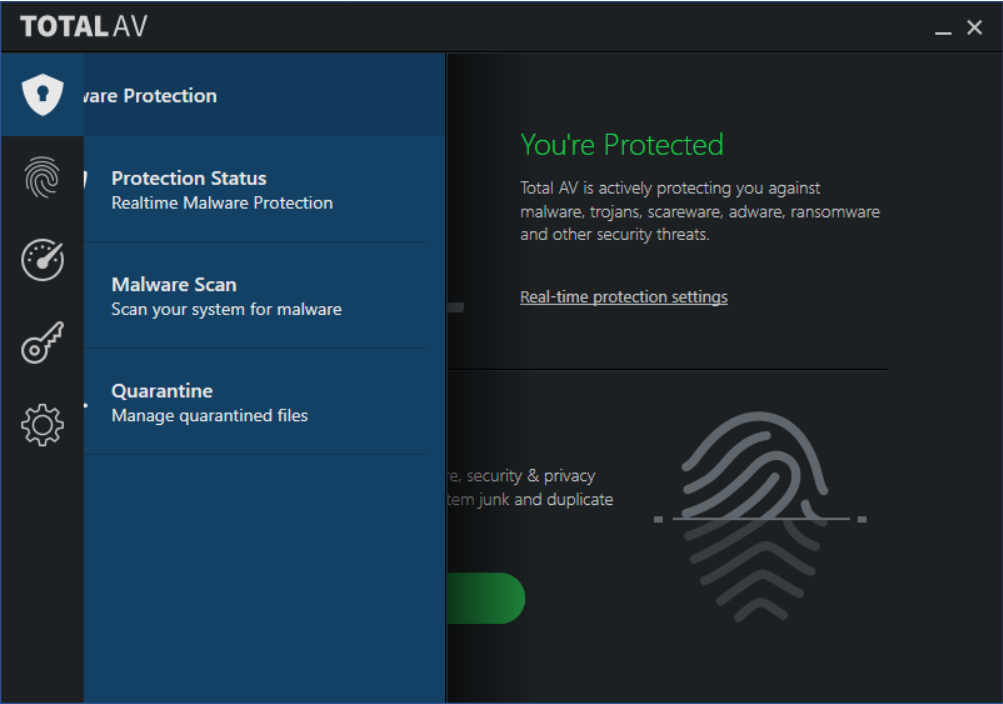 TOTAL AV
ware Protection
Protection Status
Realtime Malware Protection
Malware Scan
Scan your system for malware
Quarantine
Manage quarantined files
You're Protected
Total AV is actively protecting you against
malware, trojans, scareware, adware, ransomware
and other security threats.
Real-time protection settings
re, security & privacy
tem junk and duplicate